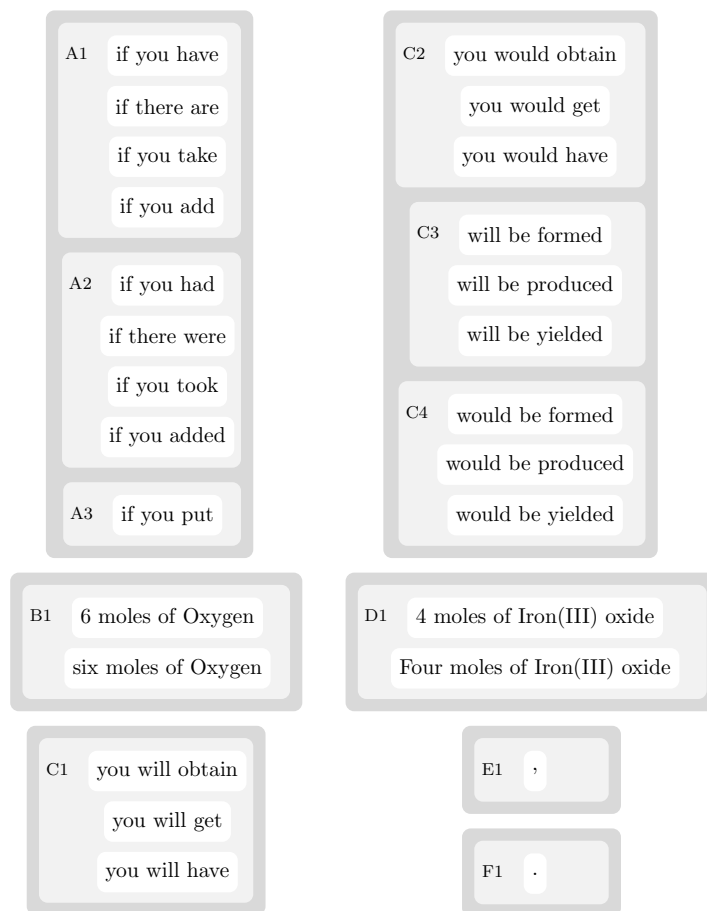 A1 if you have
if there are
if you take
if you add
A2 if you had
if there were
if you took
if you added
A3 if you put
B1 6 moles of Oxygen
six moles of Oxygen
C1 you will obtain
you will get
you will have
C2 you would obtain
you would get
you would have
C3 will be formed
will be produced
will be yielded
C4 would be formed
would be produced
would be yielded
D1 4 moles of Iron(III) oxide
Four moles of Iron(III) oxide
E1 ,
F1 .